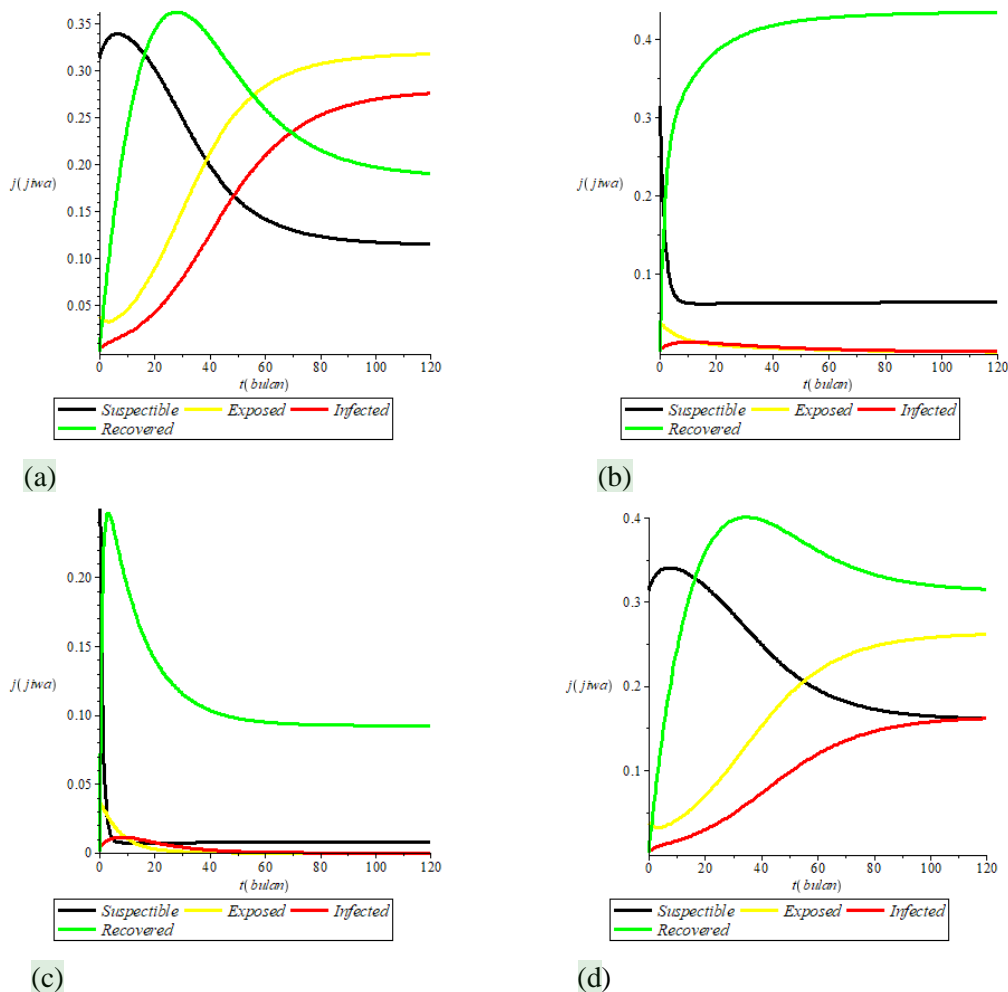 0.35
0.30
0.25
0.20
j( jiwa)
0.15
0.10
0.05
0 20 40 60 80 100 120
t( bulan)
Suspectible Exposed Infected
Recovered
(a)
0.4
0.3
j( jiwa)
0.2
0.1
0 20 40 60 80 100 120
t( bulan)
Suspectible Exposed Infected
Recovered
(b)
0.20
0.15
j( jiwa)
0.10
0.05
0
0 20 40 60 80 100 120
t( bulan)
Suspectible Exposed Infected
Recovered
(c)
0.4
0.3
j( jiwa)
0.2
0.1
0 20 40 60 80 100 120
t( bulan)
Suspectible Exposed Infected
Recovered
(d)